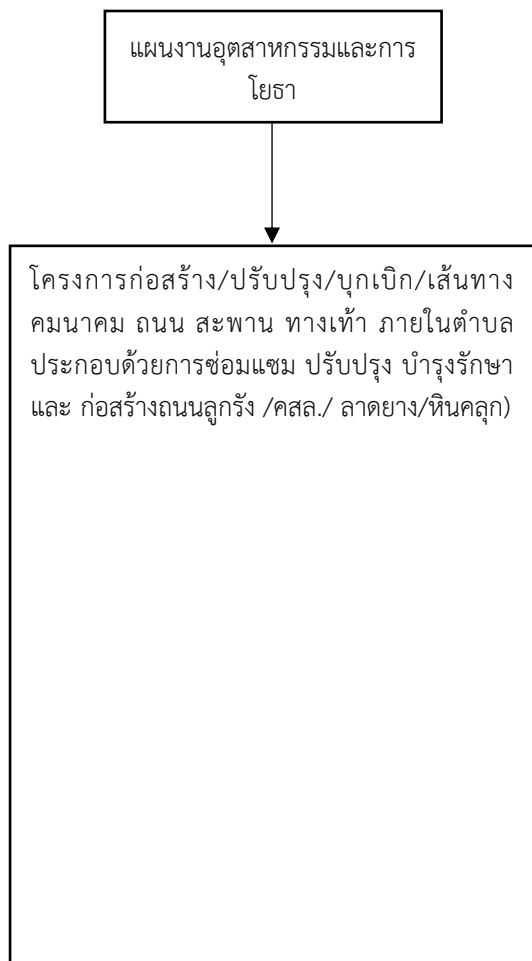 แผนงานอุตสาหกรรมและการ
โยธา
โครงการก่อสร้าง/ปรับปรุง/บุกเบิก/เส้นทาง
คมนาคม ถนน สะพาน ทางเท้า ภายในตำบล
ประกอบด้วยการซ่อมแซม ปรับปรุง บำรุงรักษา
และ ก่อสร้างถนนลูกรัง /คสล./ ลาดยาง/หินคลุก)